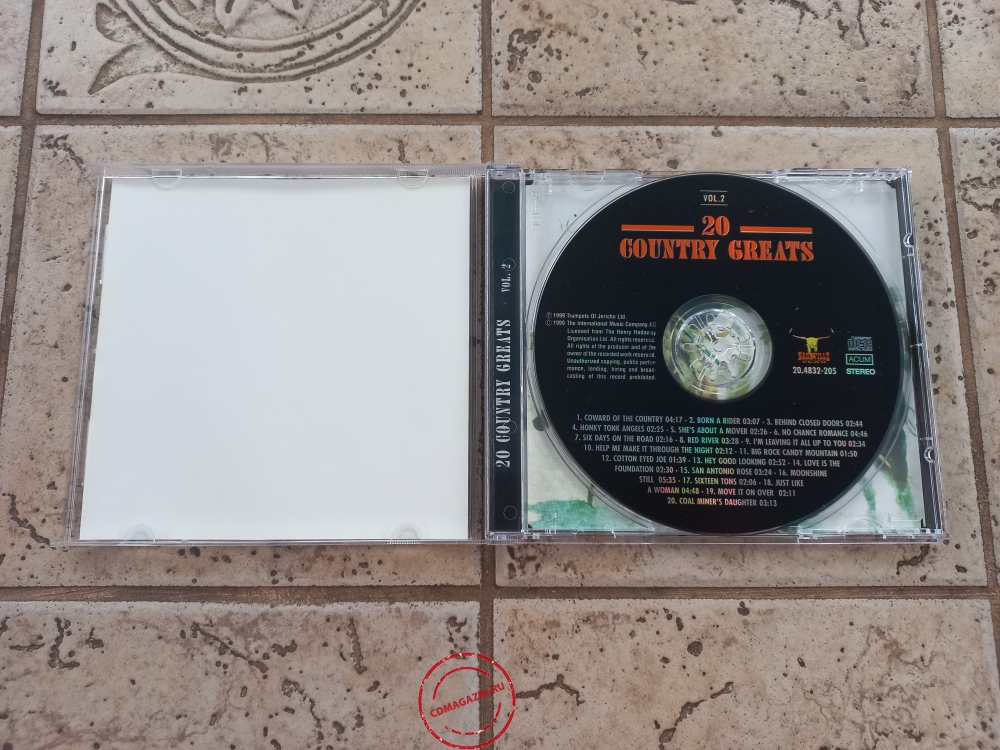 20 COUNTRY GREATS VOL. 2
VOL.2
20
COUNTRY GREATS
℗ 1999 Trumpets Of Jericho Ltd.
© 1999 The International Music Company AG
Licensed from The Henry Hadaway
Organisation Ltd. All rights reserved.
All rights of the producer and of the
owner of the recorded work reserved.
Unauthorized copying, public perfor-
mance, lending, hiring and broad-
casting of this record prohibited.
NASHVILLE
COMPACT
disc
DIGITAL AUDIO
ACUM
20.4832-205
STEREO
1. COWARD OF THE COUNTRY 04:17 · 2. BORN A RIDER 03:07 · 3. BEHIND CLOSED DOORS 02:44
4. HONKY TONK ANGELS 02:25 · 5. SHE'S ABOUT A MOVER 02:26 · 6. NO CHANCE ROMANCE 04:46
7. SIX DAYS ON THE ROAD 02:16 · 8. RED RIVER 03:28 · 9. I'M LEAVING IT ALL UP TO YOU 02:34
10. HELP ME MAKE IT THROUGH THE NIGHT 02:12 · 11. BIG ROCK CANDY MOUNTAIN 01:50
12. COTTON EYED JOE 01:39 · 13. HEY GOOD LOOKING 02:52 · 14. LOVE IS THE
FOUNDATION 02:30 · 15. SAN ANTONIO ROSE 03:24 · 16. MOONSHINE
STILL 05:35 · 17. SIXTEEN TONS 02:06 · 18. JUST LIKE
A WOMAN 04:48 · 19. MOVE IT ON OVER 02:11
20. COAL MINER'S DAUGHTER 03:13
CDMAGAZIN.RU